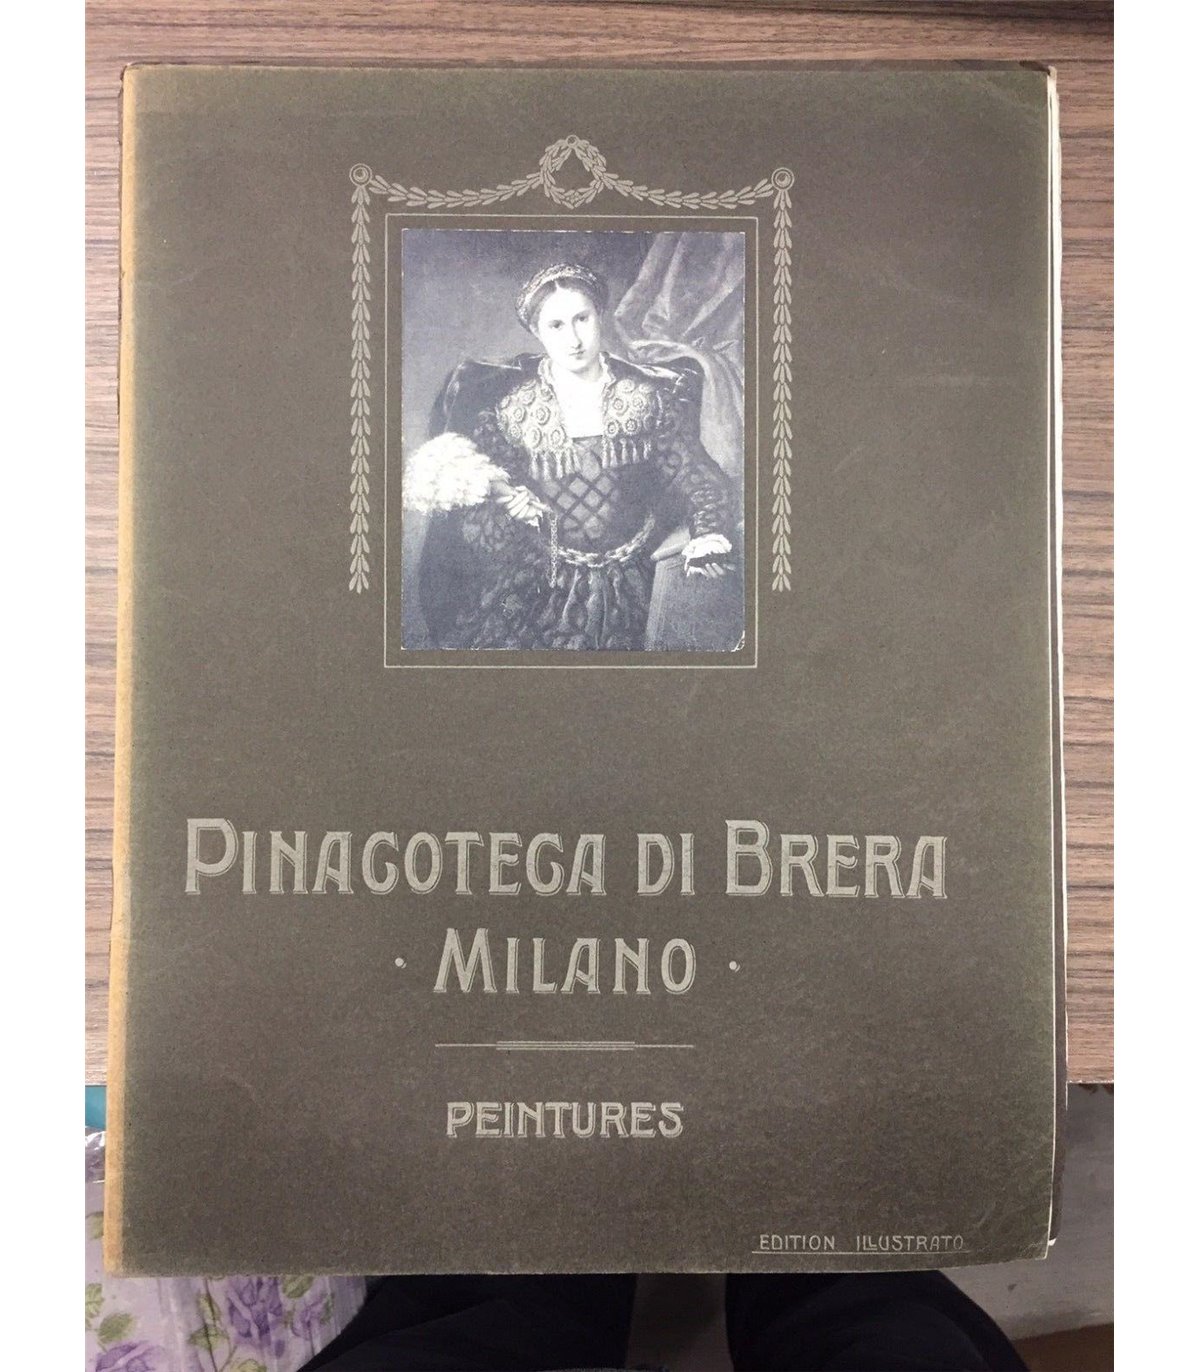 PINACOTECA DI BRERA
· MILANO ·
PEINTURES
EDITION ILLUSTRATO